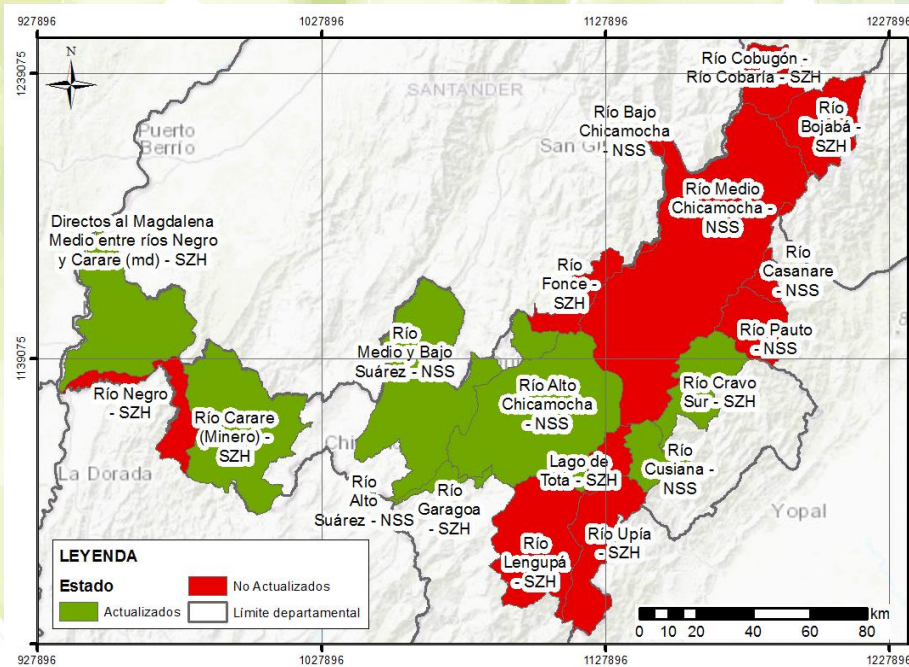 927896
1027896
1127896
1227896
1239075
N
Río Cobugón -
Río Cobaría - SZH
SANTANDER
Río
Bojabá -
SZH
Río Bajo
Chicamocha
- NSS
Puerto
Berrío
San Gil
Río Medio
Chicamocha -
NSS
Directos al Magdalena
Medio entre ríos Negro
y Carare (md) - SZH
Río
Casanare -
NSS
Río
Fonce -
SZH
Río Pauto
- NSS
Río
Medio y Bajo
Suárez - NSS
1139075
1139075
Río Negro
- SZH
Río Alto
Chicamocha
- NSS
Río Cravo
Sur - SZH
Río Carare
(Minero) -
SZH
La Dorada
Lago de
Tota - SZH
Río
Cusiana -
NSS
Río
Alto
Suárez - NSS
Río
Garagoa -
SZH
Yopal
Río
Lengupá
- SZH
Río Upía
- SZH
LEYENDA
Estado
No Actualizados
Actualizados
Límite departamental
km
0 10 20 40 60 80
927896
1027896
1127896
1227896